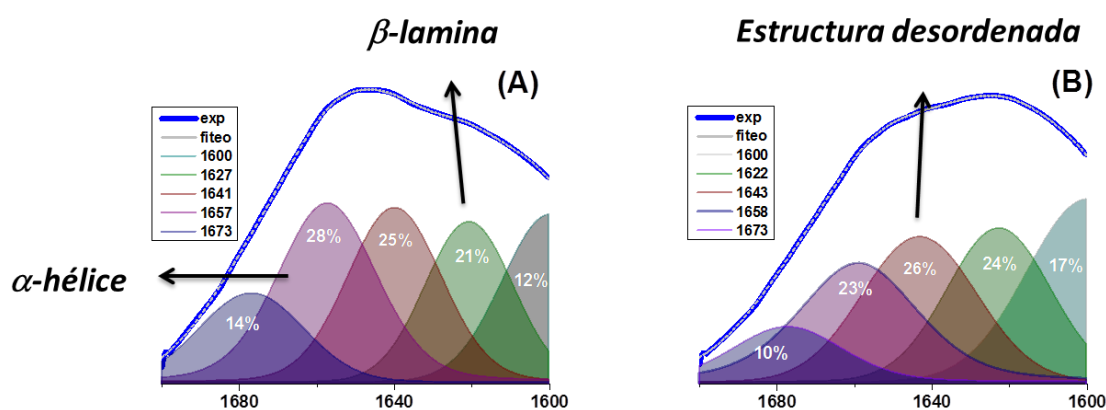 β-lamina
(A)
exp
fiteo
1600
1627
1641
1657
1673
α-hélice
14%
28%
25%
21%
12%
1680
1640
1600
Estructura desordenada
(B)
exp
fiteo
1600
1622
1643
1658
1673
10%
23%
26%
24%
17%
1680
1640
1600